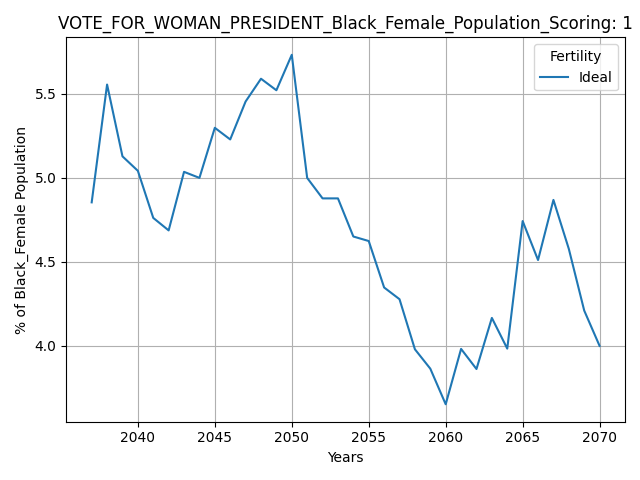 VOTE_FOR_WOMAN_PRESIDENT_Black_Female_Population_Scoring: 1
Fertility
Ideal
% of Black_Female Population
5.5
5.0
4.5
4.0
2040 2045 2050 2055 2060 2065 2070
Years